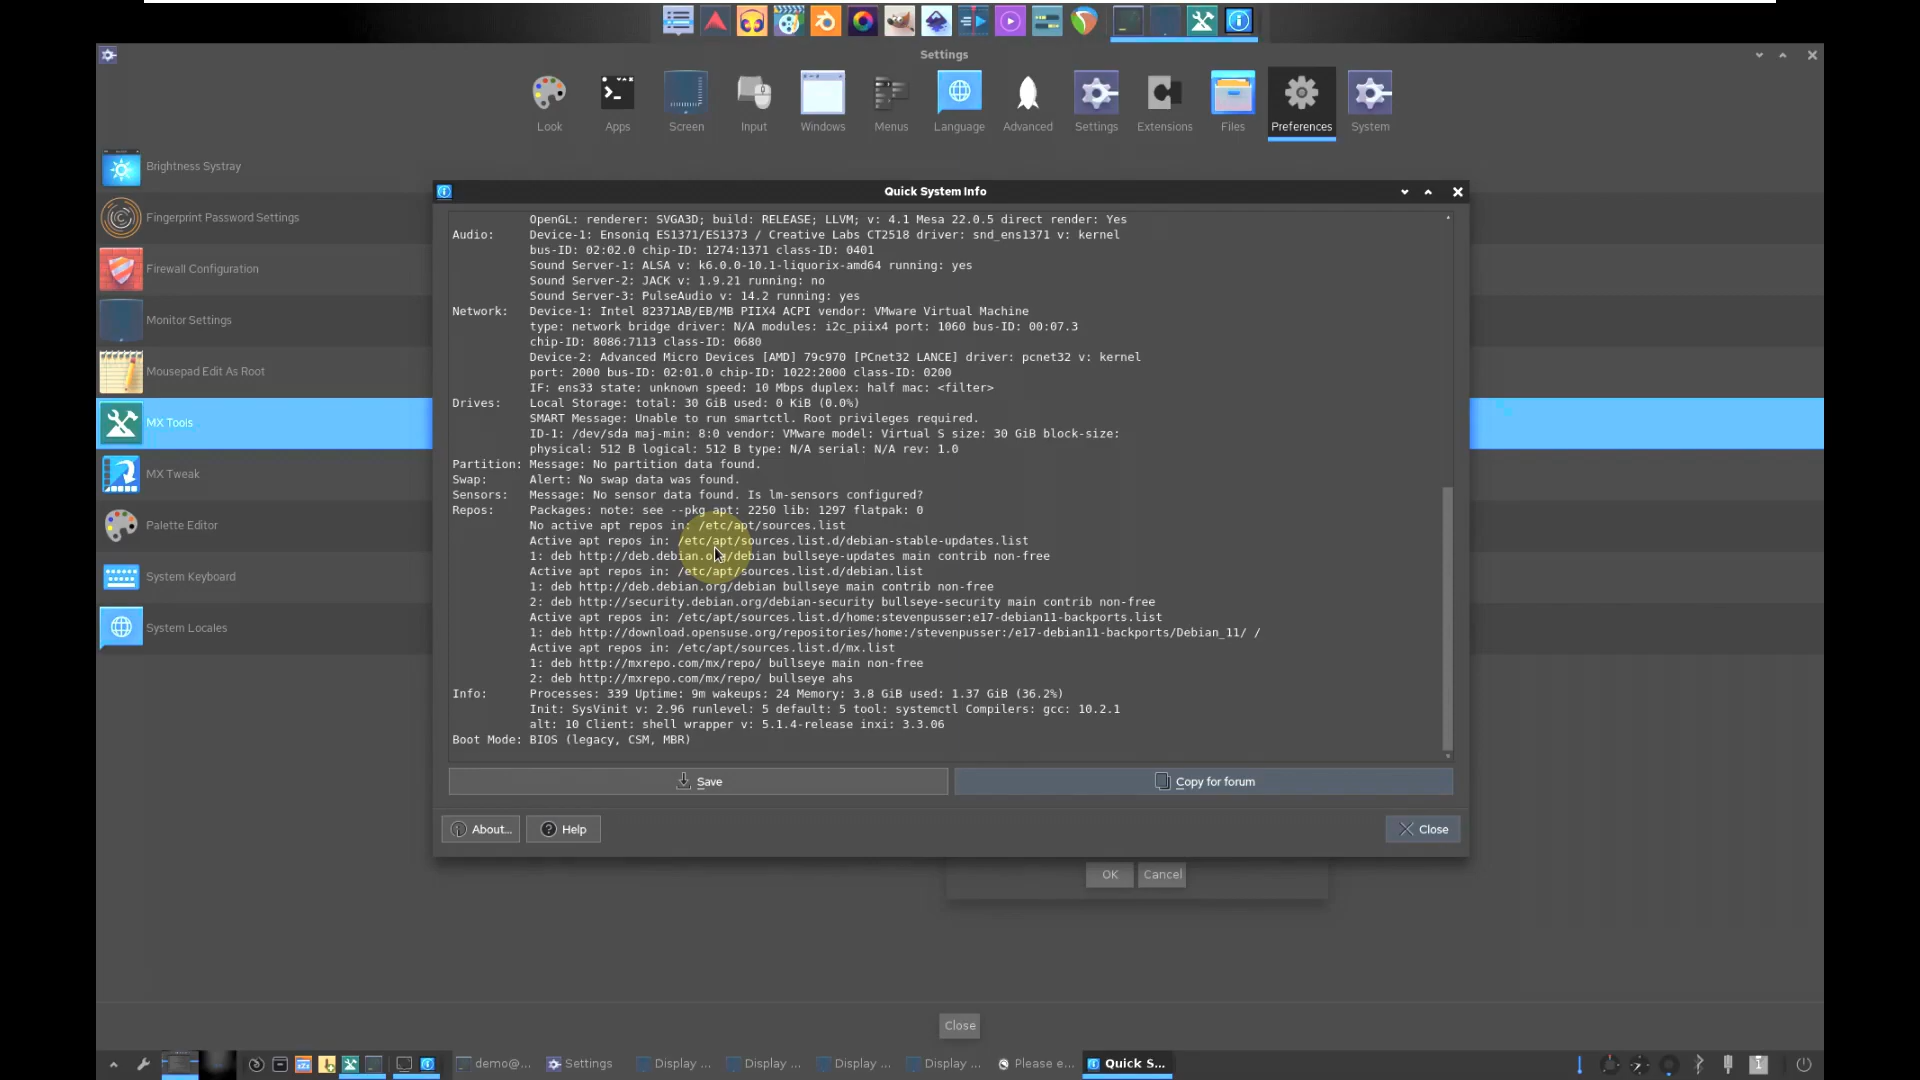 Settings
Look
Apps
Screen
Input
Windows
Menus
Language
Advanced
Settings
Extensions
Files
Preferences
System
Brightness Systray
Fingerprint Password Settings
Firewall Configuration
Monitor Settings
Mousepad Edit As Root
MX Tools
MX Tweak
Palette Editor
System Keyboard
System Locales
Quick System Info
OpenGL: renderer: SVGA3D; build: RELEASE; LLVM; v: 4.1 Mesa 22.0.5 direct render: Yes
Audio: Device-1: Ensoniq ES1371/ES1373 / Creative Labs CT2518 driver: snd_ens1371 v: kernel
bus-ID: 02:02.0 chip-ID: 1274:1371 class-ID: 0401
Sound Server-1: ALSA v: k6.0.0-10.1-liquorix-amd64 running: yes
Sound Server-2: JACK v: 1.9.21 running: no
Sound Server-3: PulseAudio v: 14.2 running: yes
Network: Device-1: Intel 82371AB/EB/MB PIIX4 ACPI vendor: VMware Virtual Machine
type: network bridge driver: N/A modules: i2c_piix4 port: 1060 bus-ID: 00:07.3
chip-ID: 8086:7113 class-ID: 0680
Device-2: Advanced Micro Devices [AMD] 79c970 [PCnet32 LANCE] driver: pcnet32 v: kernel
port: 2000 bus-ID: 02:01.0 chip-ID: 1022:2000 class-ID: 0200
IF: ens33 state: unknown speed: 10 Mbps duplex: half mac: <filter>
Drives: Local Storage: total: 30 GiB used: 0 KiB (0.0%)
SMART Message: Unable to run smartctl. Root privileges required.
ID-1: /dev/sda maj-min: 8:0 vendor: VMware model: Virtual S size: 30 GiB block-size:
physical: 512 B logical: 512 B type: N/A serial: N/A rev: 1.0
Partition: Message: No partition data found.
Swap: Alert: No swap data was found.
Sensors: Message: No sensor data found. Is lm-sensors configured?
Repos: Packages: note: see --pkg apt: 2250 lib: 1297 flatpak: 0
No active apt repos in: /etc/apt/sources.list
Active apt repos in: /etc/apt/sources.list.d/debian-stable-updates.list
1: deb http://deb.debian.org/debian bullseye-updates main contrib non-free
Active apt repos in: /etc/apt/sources.list.d/debian.list
1: deb http://deb.debian.org/debian bullseye main contrib non-free
2: deb http://security.debian.org/debian-security bullseye-security main contrib non-free
Active apt repos in: /etc/apt/sources.list.d/home:stevenpusser:e17-debian11-backports.list
1: deb http://download.opensuse.org/repositories/home:/stevenpusser:/e17-debian11-backports/Debian_11/ /
Active apt repos in: /etc/apt/sources.list.d/mx.list
1: deb http://mxrepo.com/mx/repo/ bullseye main non-free
2: deb http://mxrepo.com/mx/repo/ bullseye ahs
Info: Processes: 339 Uptime: 9m wakeups: 24 Memory: 3.8 GiB used: 1.37 GiB (36.2%)
Init: SysVinit v: 2.96 runlevel: 5 default: 5 tool: systemctl Compilers: gcc: 10.2.1
alt: 10 Client: shell wrapper v: 5.1.4-release inxi: 3.3.06
Boot Mode: BIOS (legacy, CSM, MBR)
Save
Copy for forum
About...
Help
Close
OK
Cancel
Close
demo@...
Settings
Display ...
Display ...
Display ...
Display ...
Please e...
Quick S...